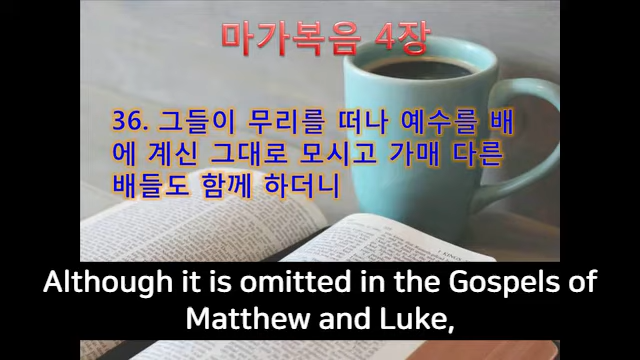 마가복음 4장
36. 그들이 무리를 떠나 예수를 배
에 계신 그대로 모시고 가매 다른
배들도 함께 하더니
Although it is omitted in the Gospels of
Matthew and Luke,